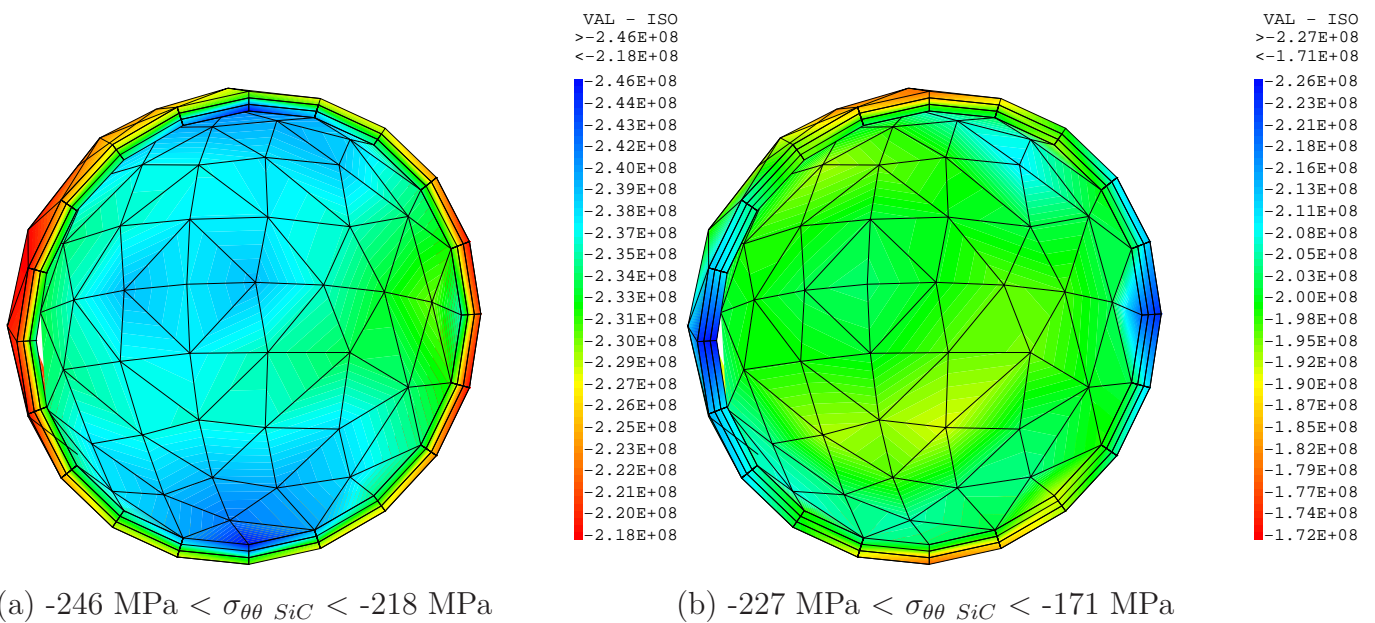 VAL - ISO
>-2.46E+08
<-2.18E+08
-2.46E+08
-2.44E+08
-2.43E+08
-2.42E+08
-2.40E+08
-2.39E+08
-2.38E+08
-2.37E+08
-2.34E+08
-2.33E+08
-2.31E+08
-2.30E+08
-2.29E+08
-2.27E+08
-2.26E+08
-2.25E+08
-2.23E+08
-2.22E+08
-2.21E+08
-2.20E+08
-2.18E+08
(a) -246 MPa < σθθ SiC < -218 MPa
VAL - ISO
>-2.27E+08
<-1.71E+08
-2.26E+08
-2.23E+08
-2.21E+08
-2.18E+08
-2.16E+08
-2.13E+08
-2.11E+08
-2.08E+08
-2.05E+08
-2.03E+08
-2.00E+08
-1.98E+08
-1.95E+08
-1.92E+08
-1.90E+08
-1.87E+08
-1.85E+08
-1.82E+08
-1.79E+08
-1.77E+08
-1.74E+08
-1.72E+08
(b) -227 MPa < σθθ SiC < -171 MPa